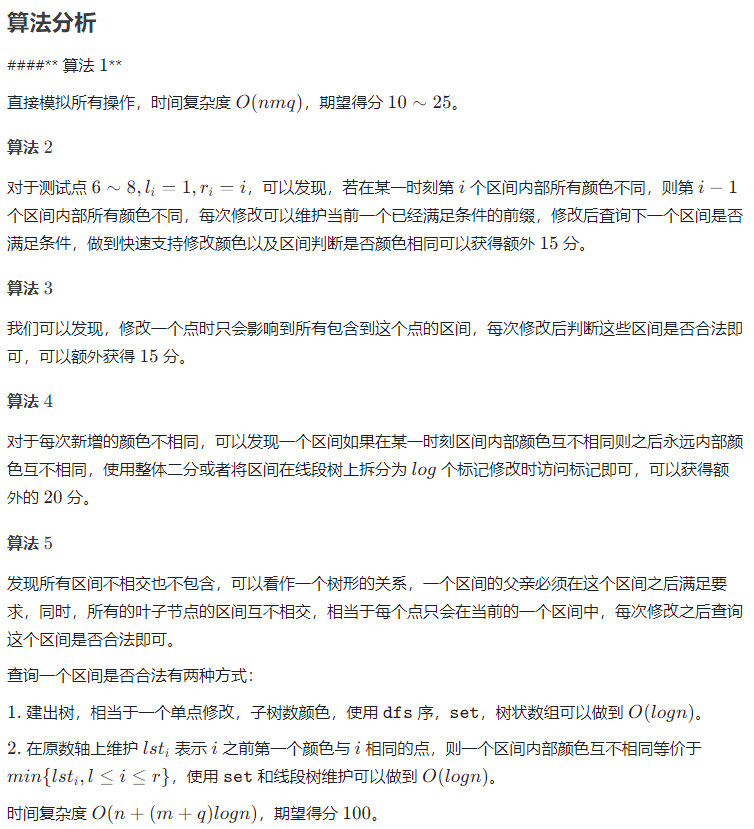 算法分析
####** 算法 1**
直接模拟所有操作，时间复杂度 O(nmq)，期望得分 10 ∼ 25。
算法 2
对于测试点 6 ∼ 8, l_i = 1, r_i = i，可以发现，若在某一时刻第 i 个区间内部所有颜色不同，则第 i − 1
个区间内部所有颜色不同，每次修改可以维护当前一个已经满足条件的前缀，修改后查询下一个区间是否
满足条件，做到快速支持修改颜色以及区间判断是否颜色相同可以获得额外 15 分。
算法 3
我们可以发现，修改一个点时只会影响到所有包含到这个点的区间，每次修改后判断这些区间是否合法即
可，可以额外获得 15 分。
算法 4
对于每次新增的颜色不相同，可以发现一个区间如果在某一时刻区间内部颜色互不相同则之后永远内部颜
色互不相同，使用整体二分或者将区间在线段树上拆分为 log 个标记修改时访问标记即可，可以获得额
外的 20 分。
算法 5
发现所有区间不相交也不包含，可以看作一个树形的关系，一个区间的父亲必须在这个区间之后满足要
求，同时，所有的叶子节点的区间互不相交，相当于每个点只会在当前的一个区间中，每次修改之后查询
这个区间是否合法即可。
查询一个区间是否合法有两种方式：
1. 建出树，相当于一个单点修改，子树数颜色，使用 dfs 序，set，树状数组可以做到 O(logn)。
2. 在原数轴上维护 lst_i 表示 i 之前第一个颜色与 i 相同的点，则一个区间内部颜色互不相同等价于
min{lst_i, l ≤ i ≤ r}，使用 set 和线段树维护可以做到 O(logn)。
时间复杂度 O(n + (m + q)logn)，期望得分 100。